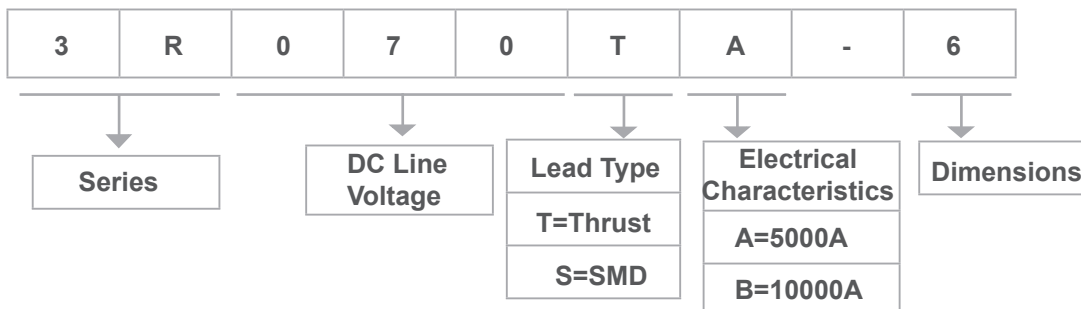 3 R 0 7 0 T A - 6
Series
DC Line
Voltage
Lead Type
T=Thrust
S=SMD
Electrical
Characteristics
A=5000A
B=10000A
Dimensions